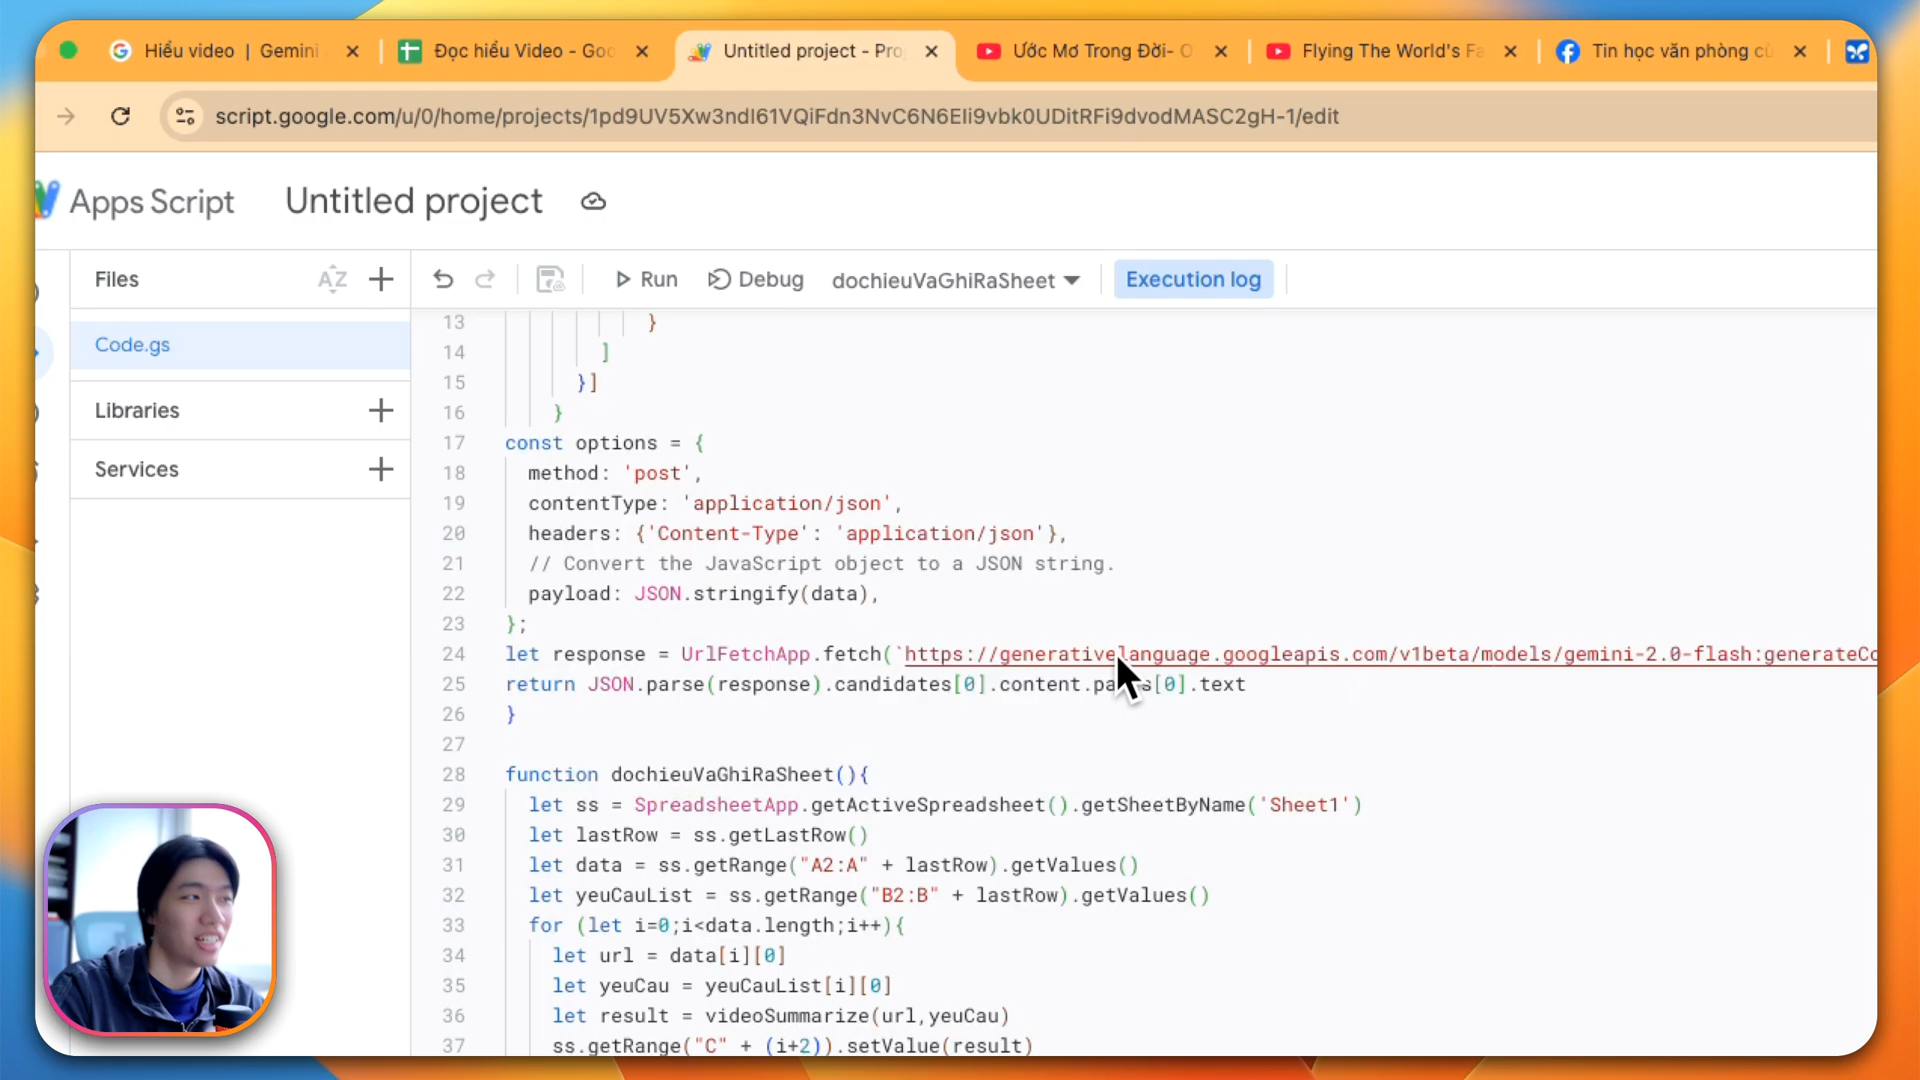 Hiểu video | Gemini
Đọc hiểu Video - Goo
Untitled project - Pro
Ước Mơ Trong Đời- O
Flying The World's Fa
Tin học văn phòng cù
script.google.com/u/0/home/projects/1pd9UV5Xw3ndI61VQiFdn3NvC6N6EIi9vbk0UDitRFi9dvodMASC2gH-1/edit
Apps Script Untitled project
Files
Run Debug dochieuVaGhiRaSheet Execution log
Code.gs
Libraries
Services
13 }
14 ]
15 }]
16 }
17 const options = {
18 method: 'post',
19 contentType: 'application/json',
20 headers: {'Content-Type': 'application/json'},
21 // Convert the JavaScript object to a JSON string.
22 payload: JSON.stringify(data),
23 };
24 let response = UrlFetchApp.fetch(`https://generativelanguage.googleapis.com/v1beta/models/gemini-2.0-flash:generateCo
25 return JSON.parse(response).candidates[0].content.parts[0].text
26 }
27
28 function dochieuVaGhiRaSheet(){
29 let ss = SpreadsheetApp.getActiveSpreadsheet().getSheetByName('Sheet1')
30 let lastRow = ss.getLastRow()
31 let data = ss.getRange("A2:A" + lastRow).getValues()
32 let yeuCauList = ss.getRange("B2:B" + lastRow).getValues()
33 for (let i=0;i<data.length;i++){
34 let url = data[i][0]
35 let yeuCau = yeuCauList[i][0]
36 let result = videoSummarize(url,yeuCau)
37 ss.getRange("C" + (i+2)).setValue(result)